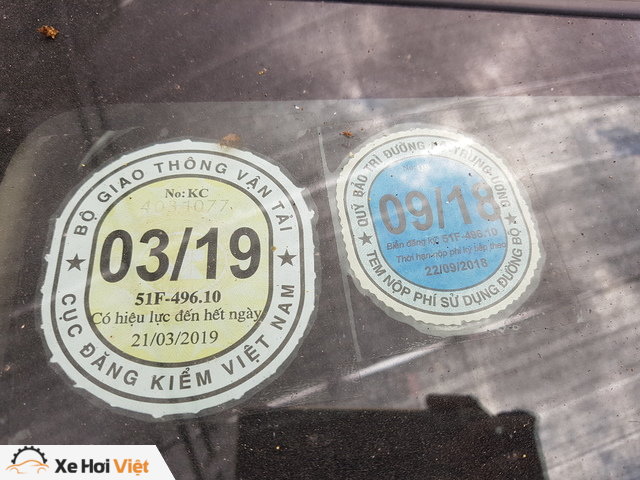 BỘ GIAO THÔNG VẬN TẢI
No: KC
4031077
03/19
51F-496.10
Có hiệu lực đến hết ngày
21/03/2019
CỤC ĐĂNG KIỂM VIỆT NAM
QUỸ BẢO TRÌ ĐƯỜNG BỘ TRUNG ƯƠNG
09/18
Biển đăng ký: 51F-496.10
Thời hạn nộp phí kỳ tiếp theo
22/09/2018
TEM NỘP PHÍ SỬ DỤNG ĐƯỜNG BỘ
Xe Hơi Việt